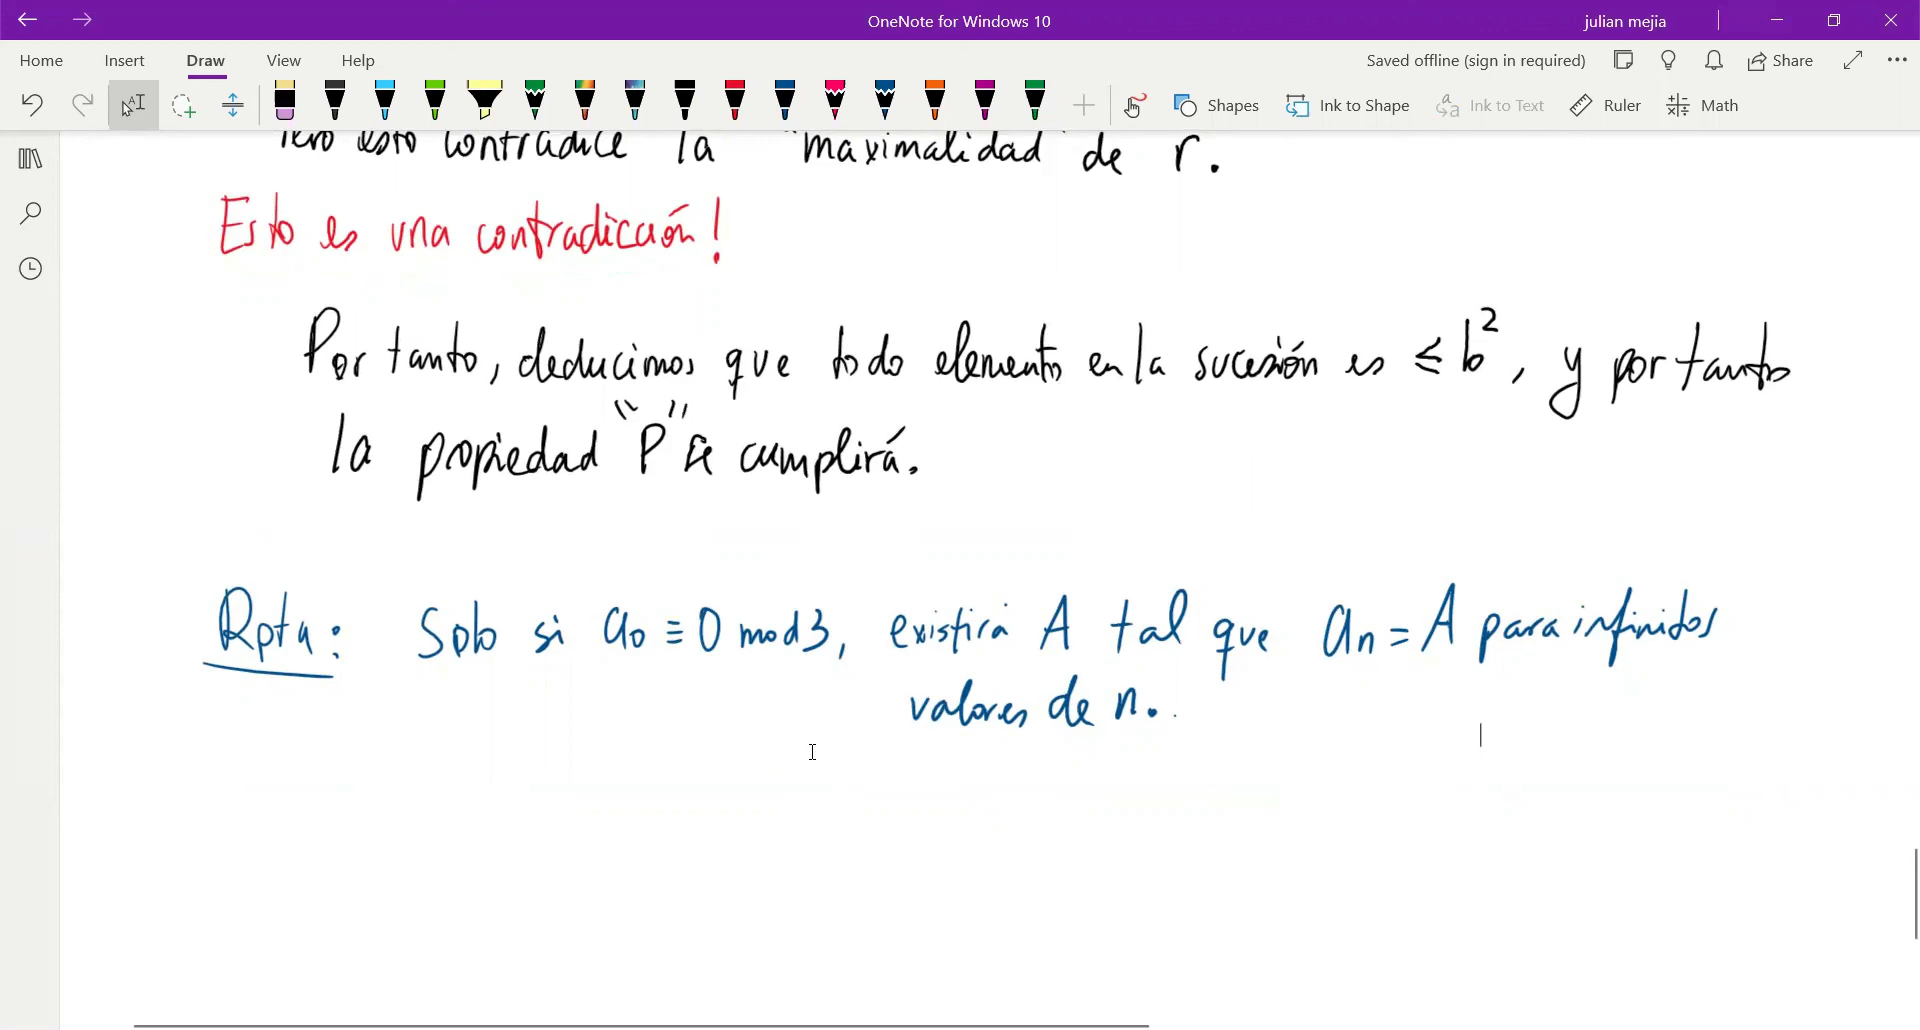 OneNote for Windows 10
julian mejia
Home Insert Draw View Help
Saved offline (sign in required) Share
Shapes Ink to Shape Ink to Text Ruler Math
Pero esto contradice la "maximalidad" de r.
Esto es una contradicción!
Por tanto, deducimos que todo elemento en la sucesión es ≤ b², y por tanto
la propiedad "P" se cumplirá.
Rpta: Solo si a₀ ≡ 0 mod 3, existirá A tal que aₙ = A para infinitos
valores de n.